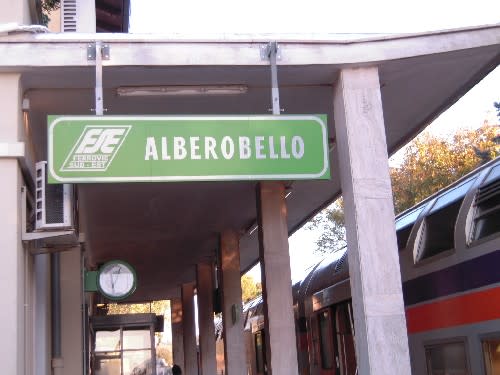 FSE
FERROVIE
SUD - EST
ALBEROBELLO